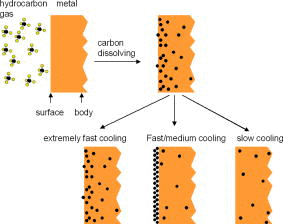 hydrocarbon metal
gas
carbon
dissolving
surface body
extremely fast cooling Fast/medium cooling slow cooling